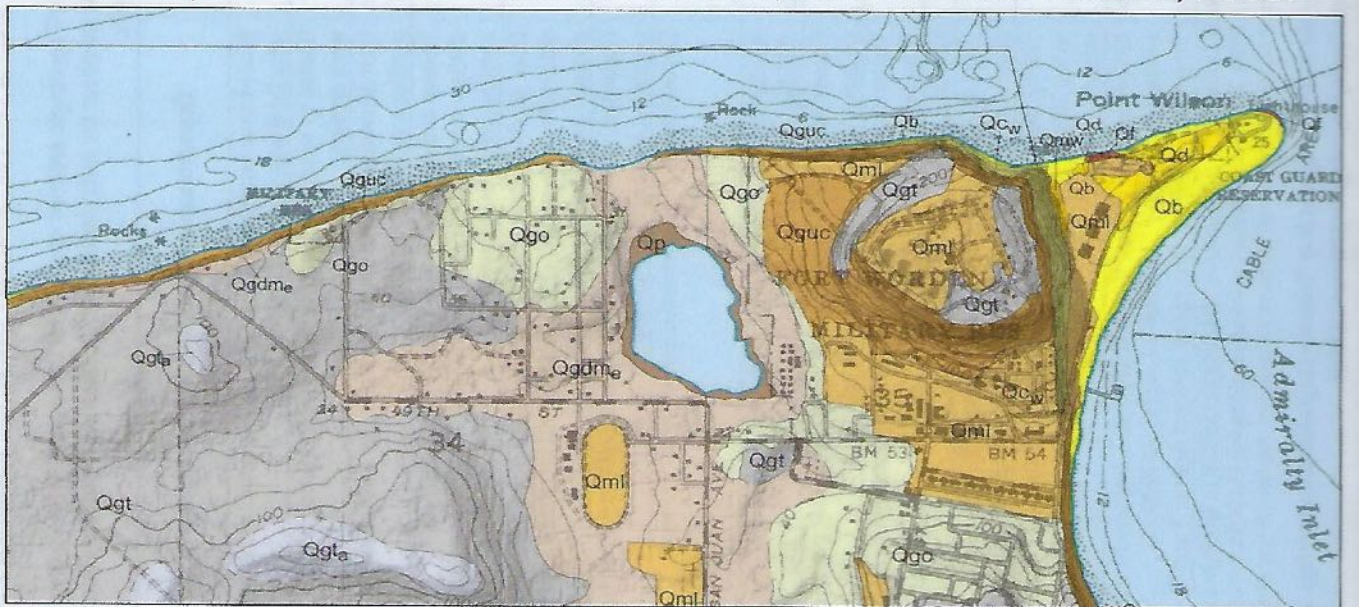 30
12
6
12
Point Wilson
Rock
6
Qguc
Qb
Qcw
Qmw
Qd
Qf
Lighthouse
Qf
18
Qguc
MILITARY
Rocks
Qml
Qgo
Qgt
200
Qd
25
COAST GUARD
RESERVATION
Qb
Qb
Qml
Qgo
Qp
Qguc
Qml
Qgo
Qgdme
FORT WORDEN
CABLE
Qgt
MILITARY
Qgta
Qgdme
60
Admiralty Inlet
35
Qcw
34
49TH
ST
34
Qml
BM 53
BM 54
Qgt
Qml
12
Qgt
100
100
Qgo
Qgta
SAN JUAN AVE
Qml
18